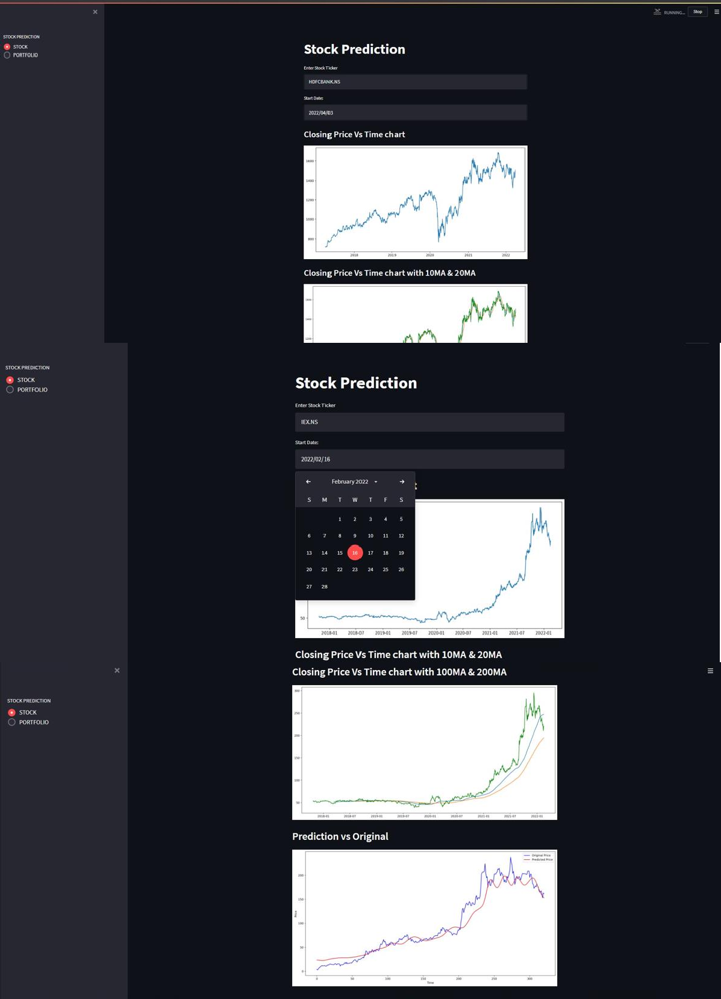 RUNNING...
Stop
STOCK PREDICTION
STOCK
PORTFOLIO
Stock Prediction
Enter Stock Ticker
HDFCBANK.NS
Start Date:
2022/04/03
Closing Price Vs Time chart
1600
1400
1200
1000
800
2018 2019 2020 2021 2022
Closing Price Vs Time chart with 10MA & 20MA
1600
1400
1200
STOCK PREDICTION
STOCK
PORTFOLIO
Stock Prediction
Enter Stock Ticker
IEX.NS
Start Date:
2022/02/16
February 2022
S M T W T F S
1 2 3 4 5
6 7 8 9 10 11 12
13 14 15 16 17 18 19
20 21 22 23 24 25 26
27 28
50
2018-01 2018-07 2019-01 2019-07 2020-01 2020-07 2021-01 2021-07 2022-01
Closing Price Vs Time chart with 10MA & 20MA
Closing Price Vs Time chart with 100MA & 200MA
STOCK PREDICTION
STOCK
PORTFOLIO
300
250
200
150
100
50
2018-01 2018-07 2019-01 2019-07 2020-01 2020-07 2021-01 2021-07 2022-01
Prediction vs Original
Original Price
Predicted Price
200
150
100
50
0
Price
0 50 100 150 200 250 300
Time